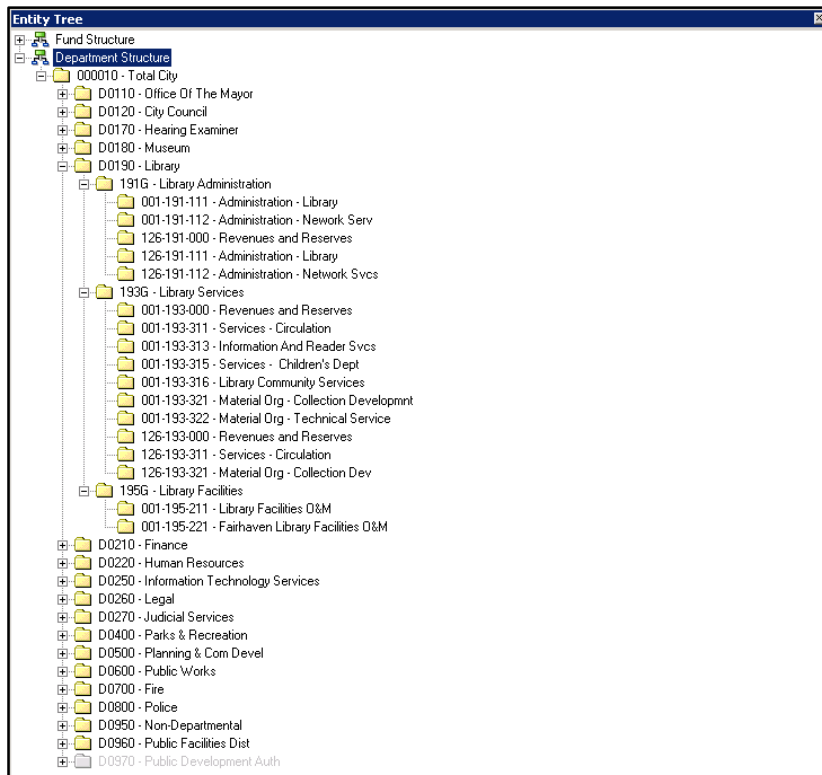 Entity Tree
Fund Structure
Department Structure
000010 - Total City
D0110 - Office Of The Mayor
D0120 - City Council
D0170 - Hearing Examiner
D0180 - Museum
D0190 - Library
191G - Library Administration
001-191-111 - Administration - Library
001-191-112 - Administration - Nework Serv
126-191-000 - Revenues and Reserves
126-191-111 - Administration - Library
126-191-112 - Administration - Network Svcs
193G - Library Services
001-193-000 - Revenues and Reserves
001-193-311 - Services - Circulation
001-193-313 - Information And Reader Svcs
001-193-315 - Services -  Children's Dept
001-193-316 - Library Community Services
001-193-321 - Material Org - Collection Developmnt
001-193-322 - Material Org - Technical Service
126-193-000 - Revenues and Reserves
126-193-311 - Services - Circulation
126-193-321 - Material Org - Collection Dev
195G - Library Facilities
001-195-211 - Library Facilities O&M
001-195-221 - Fairhaven Library Facilities O&M
D0210 - Finance
D0220 - Human Resources
D0250 - Information Technology Services
D0260 - Legal
D0270 - Judicial Services
D0400 - Parks & Recreation
D0500 - Planning & Com Devel
D0600 - Public Works
D0700 - Fire
D0800 - Police
D0950 - Non-Departmental
D0960 - Public Facilities Dist
D0970 - Public Development Auth